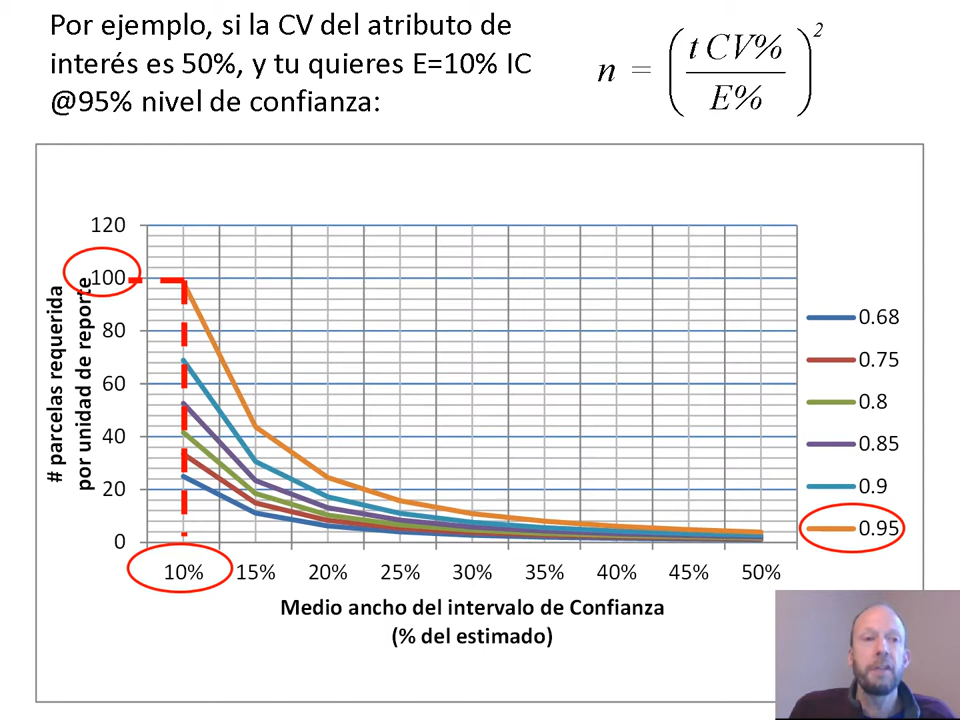 Por ejemplo, si la CV del atributo de
interés es 50%, y tu quieres E=10% IC
@95% nivel de confianza:
n = (t CV% / E%)²
120
100
80
60
40
20
0
# parcelas requerida
por unidad de reporte
10% 15% 20% 25% 30% 35% 40% 45% 50%
Medio ancho del intervalo de Confianza
(% del estimado)
0.68
0.75
0.8
0.85
0.9
0.95